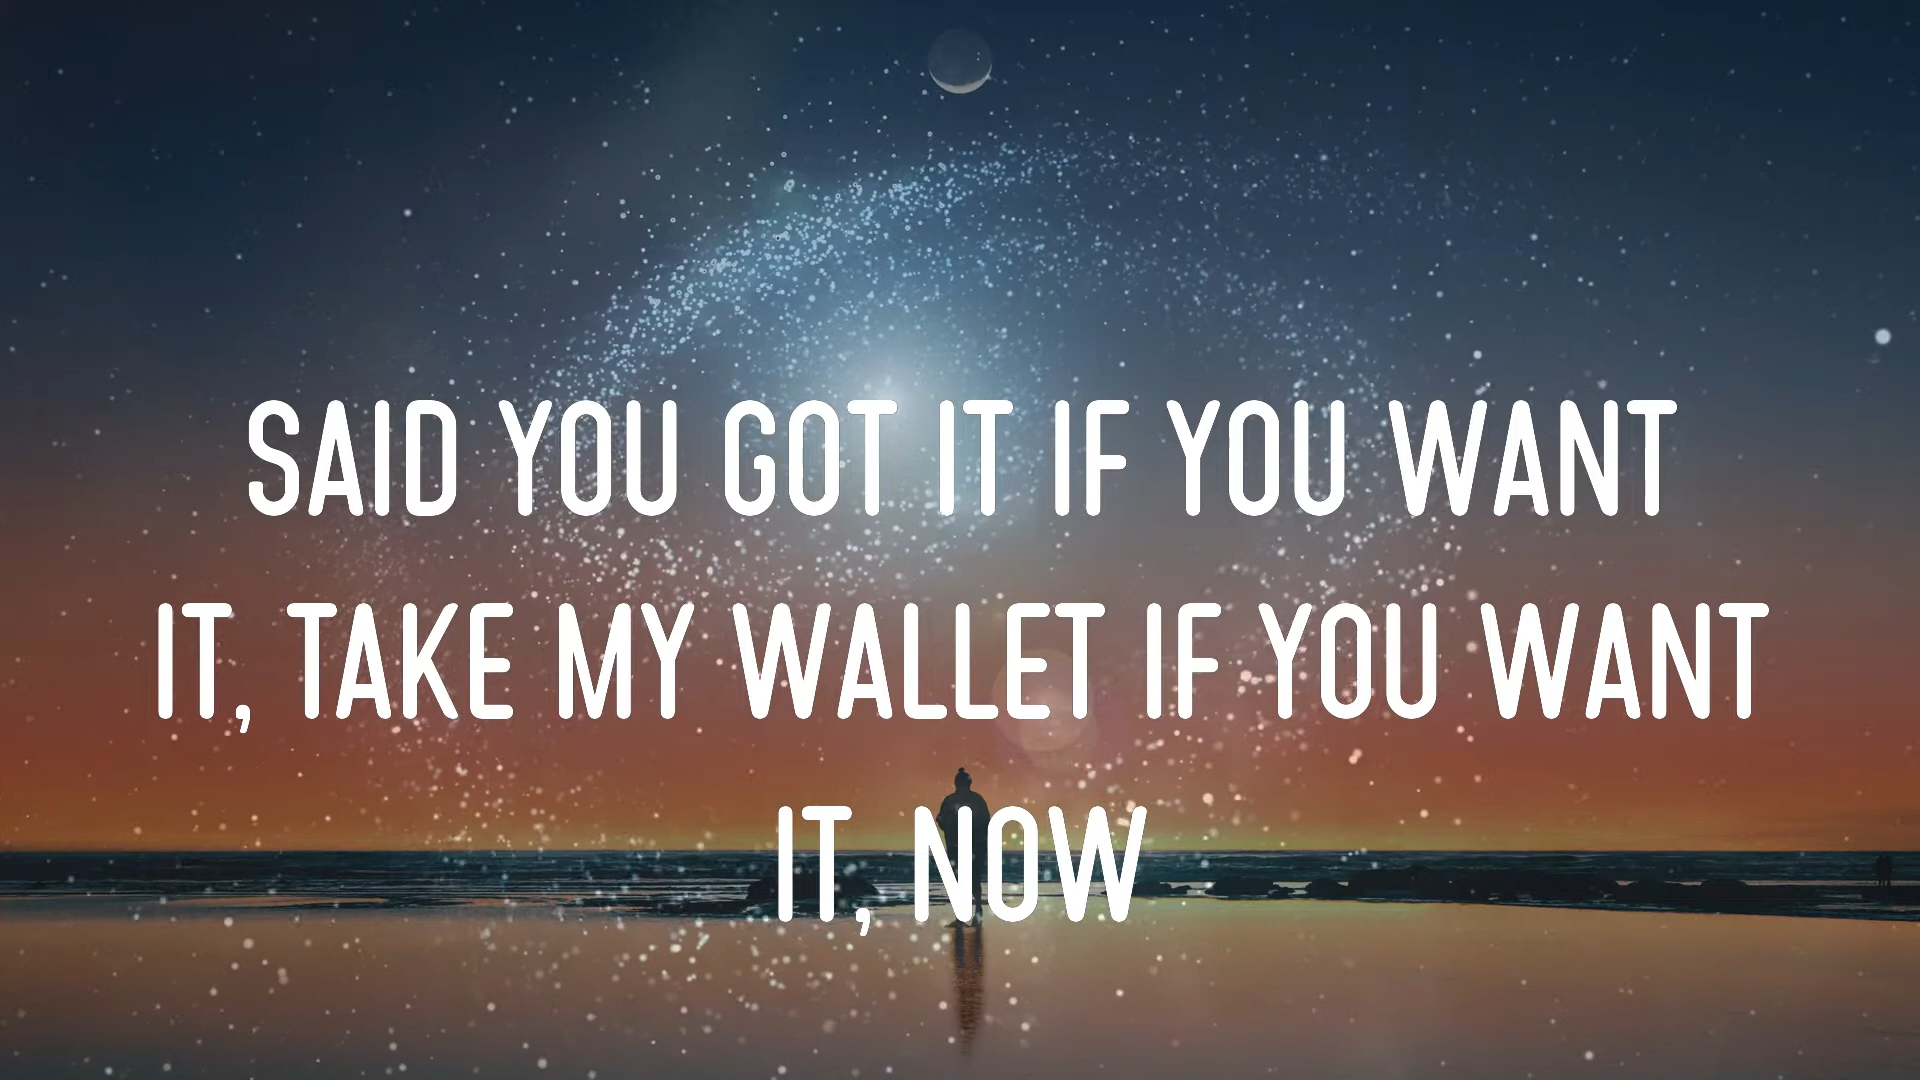 SAID YOU GOT IT IF YOU WANT
IT, TAKE MY WALLET IF YOU WANT
IT, NOW